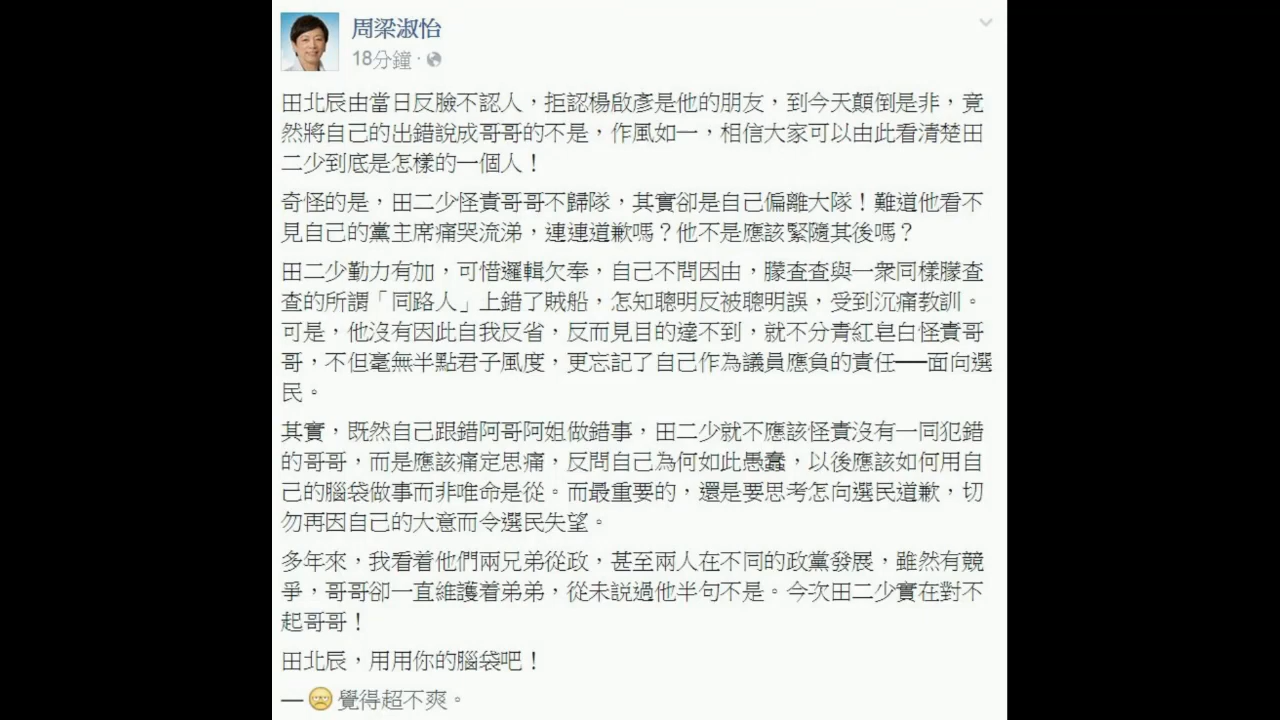 周梁淑怡
18分鐘 ·
田北辰由當日反臉不認人，拒認楊啟彥是他的朋友，到今天顛倒是非，竟
然將自己的出錯說成哥哥的不是，作風如一，相信大家可以由此看清楚田
二少到底是怎樣的一個人！
奇怪的是，田二少怪責哥哥不歸隊，其實卻是自己偏離大隊！難道他看不
見自己的黨主席痛哭流涕，連連道歉嗎？他不是應該緊隨其後嗎？
田二少勤力有加，可惜邏輯欠奉，自己不問因由，矇查查與一眾同樣矇查
查的所謂「同路人」上錯了賊船，怎知聰明反被聰明誤，受到沉痛教訓。
可是，他沒有因此自我反省，反而見目的達不到，就不分青紅皂白怪責哥
哥，不但毫無半點君子風度，更忘記了自己作為議員應負的責任──面向選
民。
其實，既然自己跟錯阿哥阿姐做錯事，田二少就不應該怪責沒有一同犯錯
的哥哥，而是應該痛定思痛，反問自己為何如此愚蠢，以後應該如何用自
己的腦袋做事而非唯命是從。而最重要的，還是要思考怎向選民道歉，切
勿再因自己的大意而令選民失望。
多年來，我看着他們兩兄弟從政，甚至兩人在不同的政黨發展，雖然有競
爭，哥哥卻一直維護着弟弟，從未說過他半句不是。今次田二少實在對不
起哥哥！
田北辰，用用你的腦袋吧！
— 覺得超不爽。